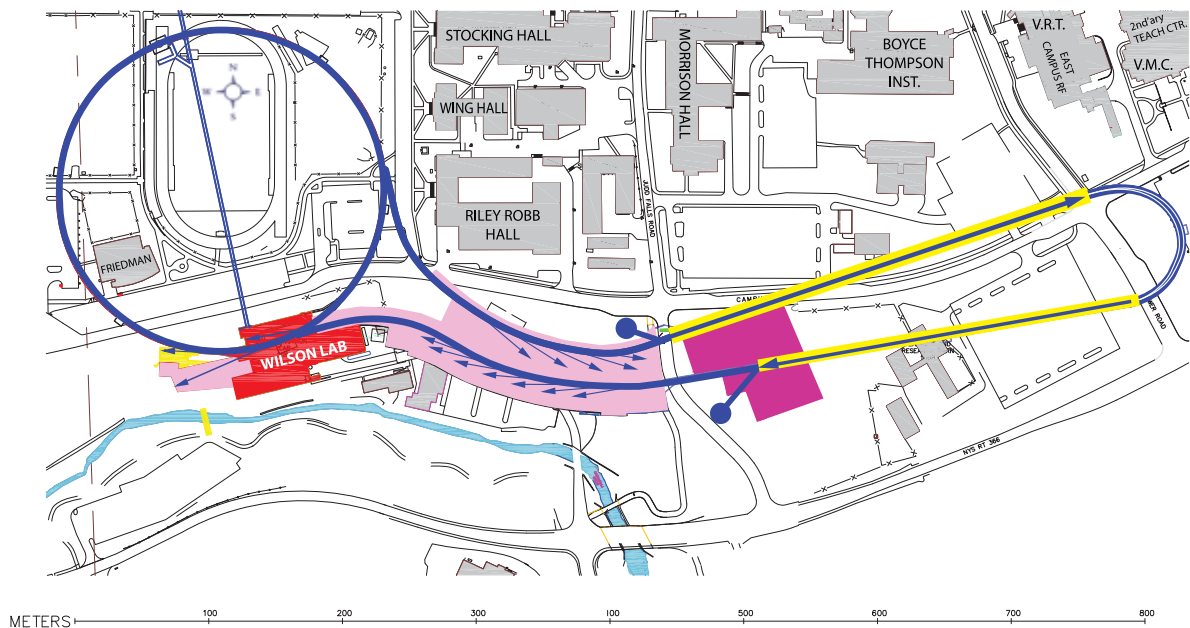 STOCKING HALL
WING HALL
RILEY ROBB
HALL
MORRISON HALL
JUDD FALLS ROAD
BOYCE
THOMPSON
INST.
V.R.T.
EAST
CAMPUS RF
2nd'ary
TEACH CTR.
V.M.C.
N
W E
S
FRIEDMAN
WILSON LAB
NYS RT 366
METERS
100 200 300 100 500 600 700 800